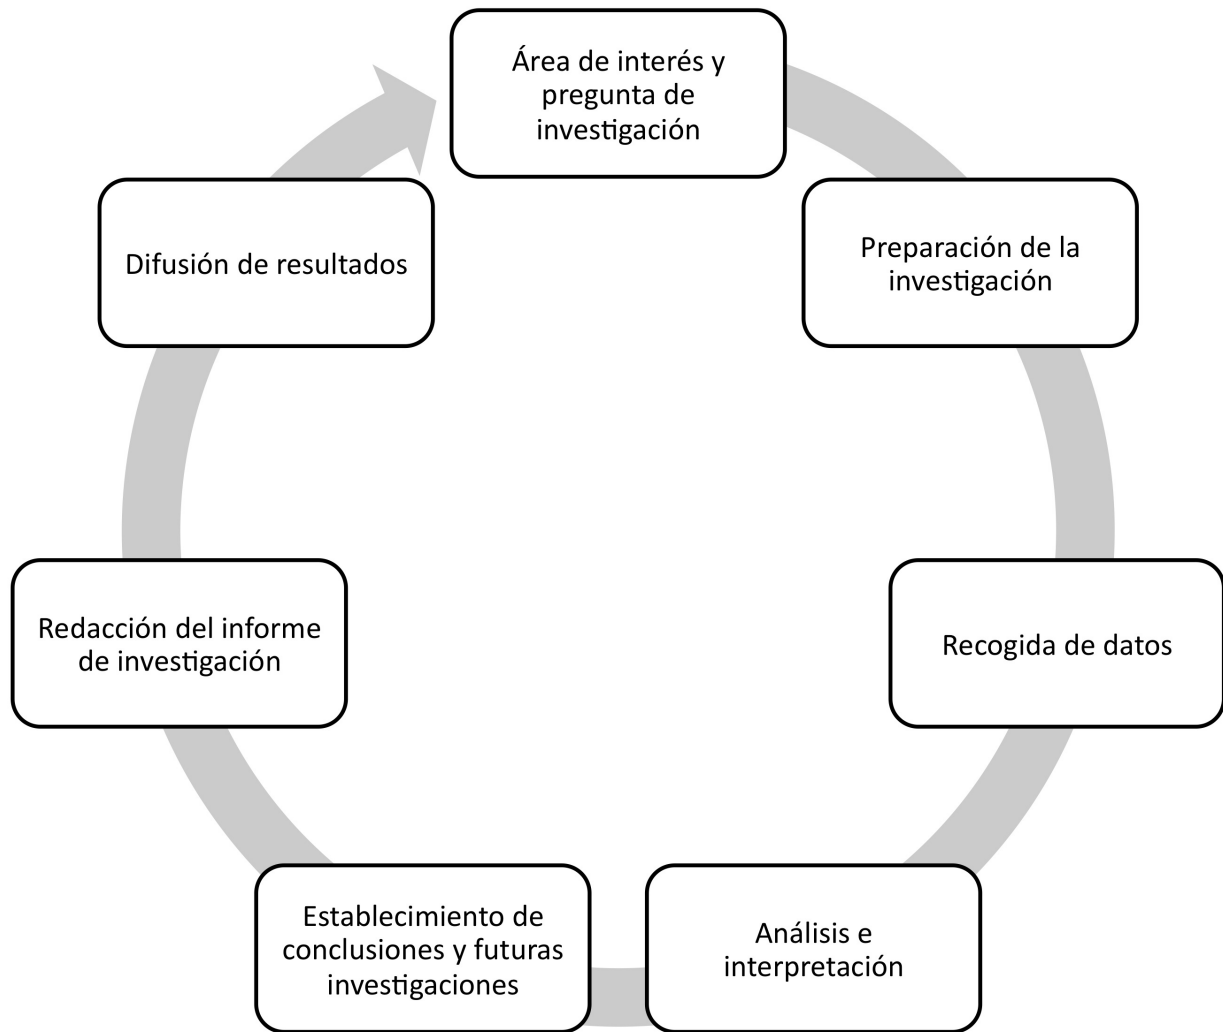 Área de interés y
pregunta de
investigación
Preparación de la
investigación
Recogida de datos
Análisis e
interpretación
Establecimiento de
conclusiones y futuras
investigaciones
Redacción del informe
de investigación
Difusión de resultados